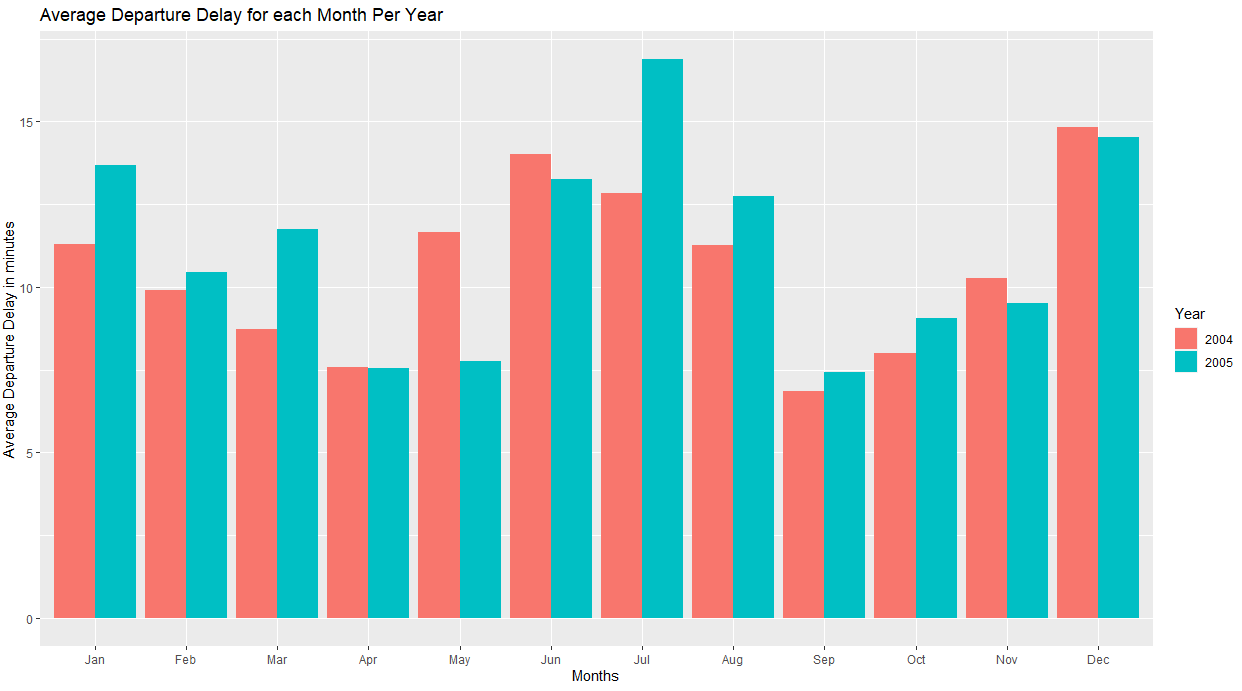 Average Departure Delay for each Month Per Year
Average Departure Delay in minutes
15
10
5
0
Jan Feb Mar Apr May Jun Jul Aug Sep Oct Nov Dec
Months
Year
2004
2005